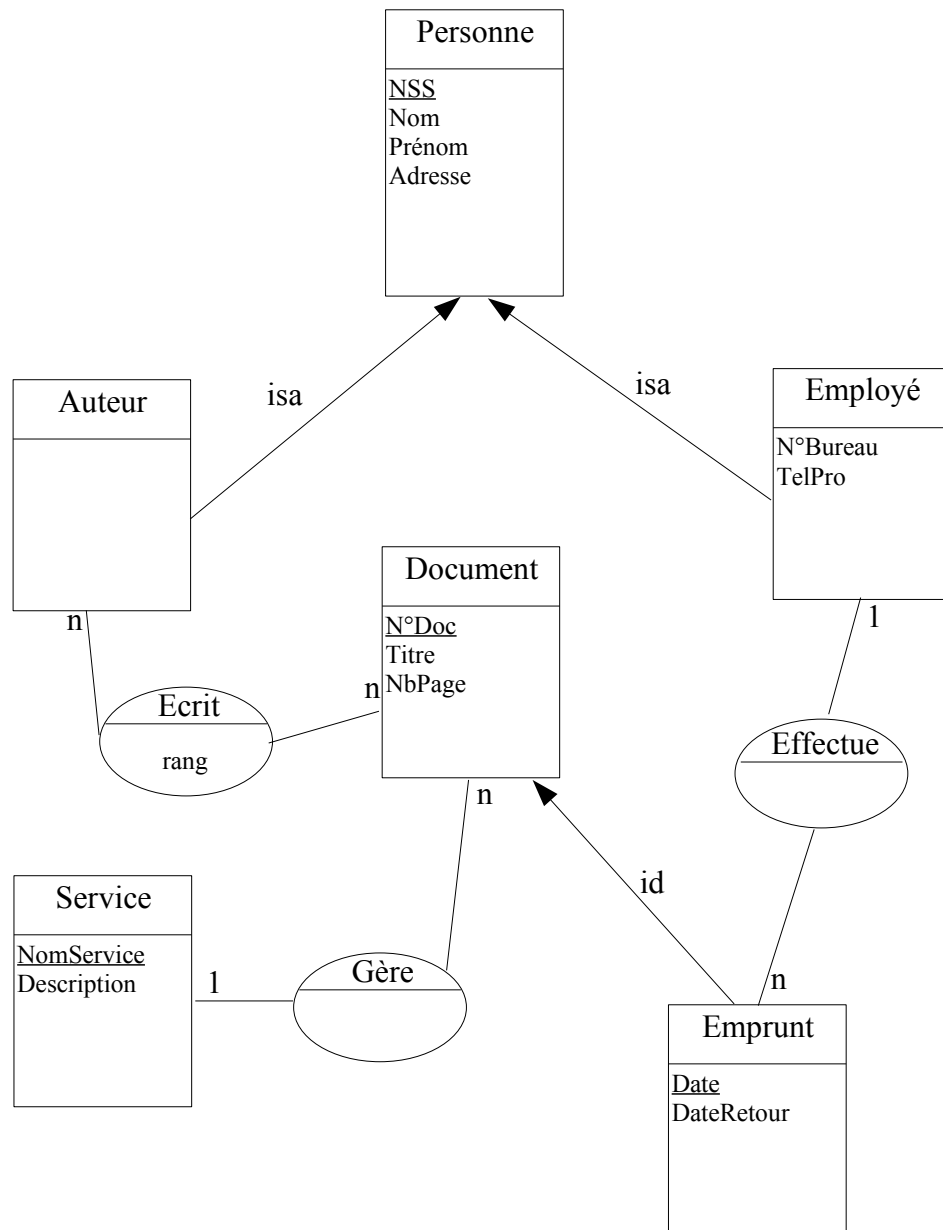 Personne
NSS
Nom
Prénom
Adresse
isa
isa
Auteur
Employé
N°Bureau
TelPro
Document
N°Doc
Titre
NbPage
n
1
n
Ecrit
rang
Effectue
n
id
Service
NomService
Description
1
Gère
n
Emprunt
Date
DateRetour